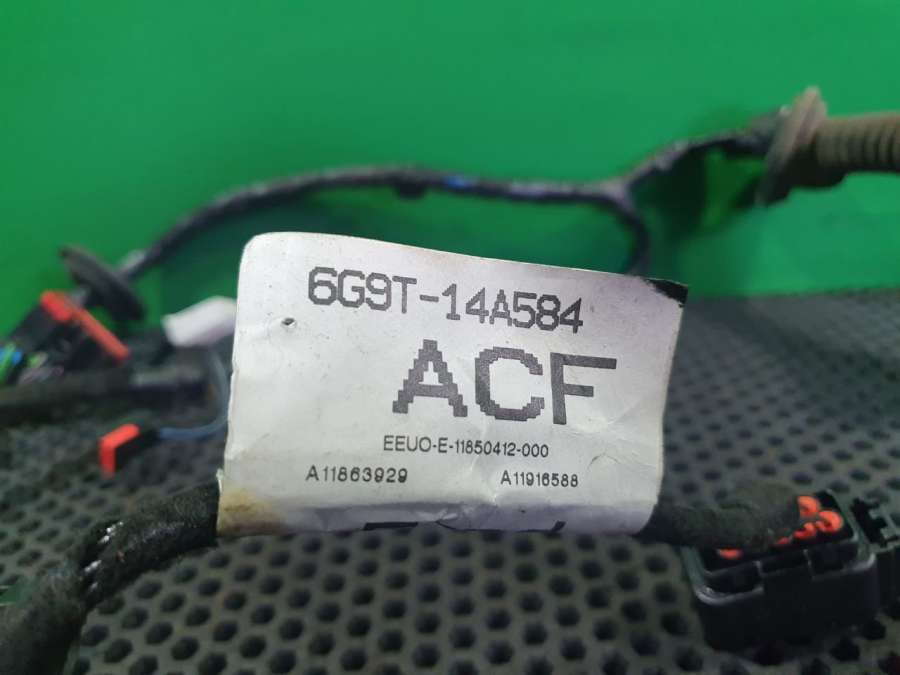 6G9T-14A584
ACF
EEUO-E-11850412-000
A11863929 A11916588